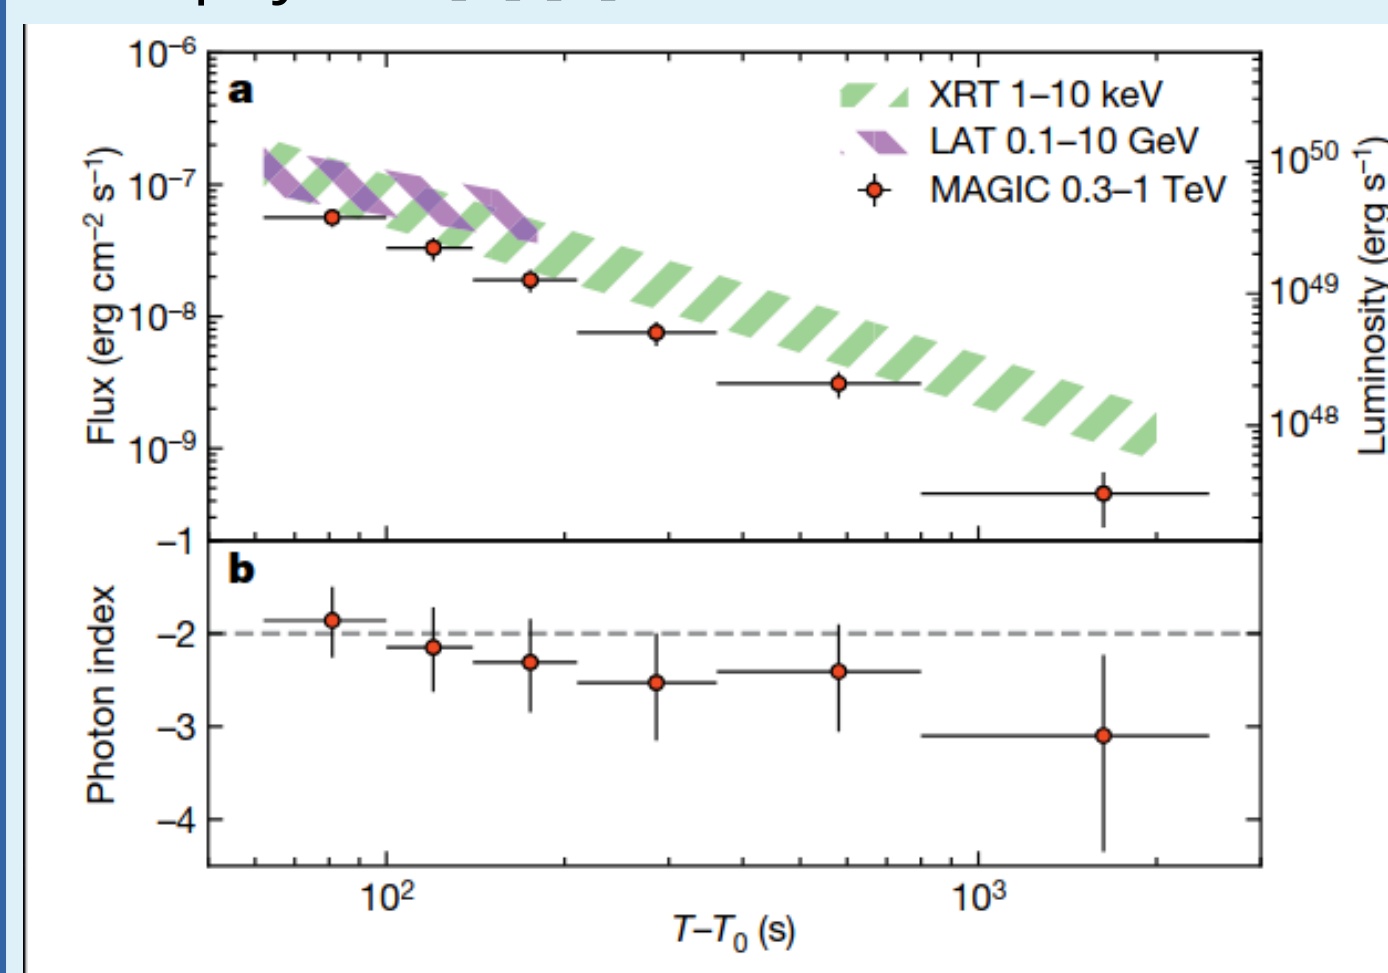 10⁻⁶
a
XRT 1–10 keV
LAT 0.1–10 GeV
MAGIC 0.3–1 TeV
10⁻⁷
10⁻⁸
10⁻⁹
Flux (erg cm⁻² s⁻¹)
10⁵⁰
10⁴⁹
10⁴⁸
Luminosity (erg s⁻¹)
b
–1
–2
–3
–4
Photon index
10²
10³
T–T₀ (s)